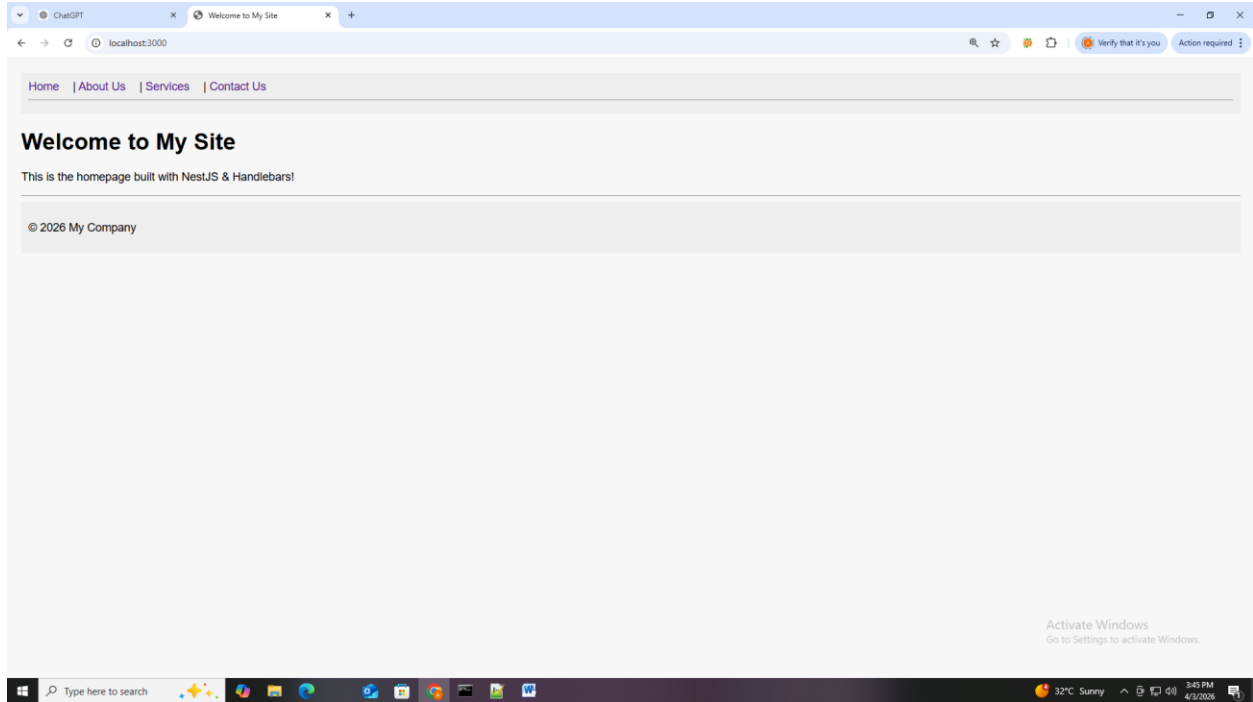 ChatGPT
Welcome to My Site
localhost:3000
Verify that it's you
Action required
Home | About Us | Services | Contact Us
Welcome to My Site
This is the homepage built with NestJS & Handlebars!
© 2026 My Company
Activate Windows
Go to Settings to activate Windows.
Type here to search
32°C Sunny
3:45 PM
4/3/2026